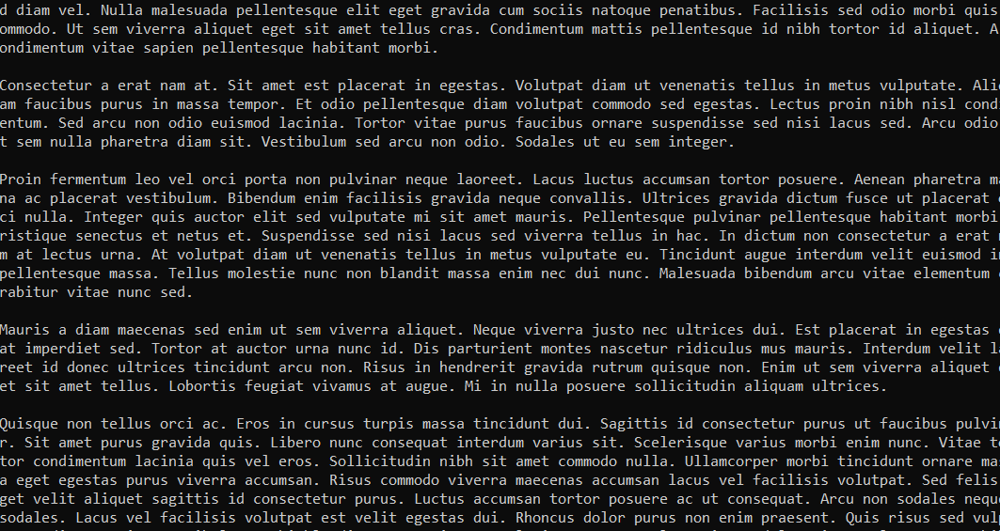 d diam vel. Nulla malesuada pellentesque elit eget gravida cum sociis natoque penatibus. Facilisis sed odio morbi quis
ommodo. Ut sem viverra aliquet eget sit amet tellus cras. Condimentum mattis pellentesque id nibh tortor id aliquet. A
ondimentum vitae sapien pellentesque habitant morbi.
Consectetur a erat nam at. Sit amet est placerat in egestas. Volutpat diam ut venenatis tellus in metus vulputate. Ali
am faucibus purus in massa tempor. Et odio pellentesque diam volutpat commodo sed egestas. Lectus proin nibh nisl cond
entum. Sed arcu non odio euismod lacinia. Tortor vitae purus faucibus ornare suspendisse sed nisi lacus sed. Arcu odio
t sem nulla pharetra diam sit. Vestibulum sed arcu non odio. Sodales ut eu sem integer.
Proin fermentum leo vel orci porta non pulvinar neque laoreet. Lacus luctus accumsan tortor posuere. Aenean pharetra m
na ac placerat vestibulum. Bibendum enim facilisis gravida neque convallis. Ultrices gravida dictum fusce ut placerat
ci nulla. Integer quis auctor elit sed vulputate mi sit amet mauris. Pellentesque pulvinar pellentesque habitant morbi
ristique senectus et netus et. Suspendisse sed nisi lacus sed viverra tellus in hac. In dictum non consectetur a erat
m at lectus urna. At volutpat diam ut venenatis tellus in metus vulputate eu. Tincidunt augue interdum velit euismod i
pellentesque massa. Tellus molestie nunc non blandit massa enim nec dui nunc. Malesuada bibendum arcu vitae elementum
rabitur vitae nunc sed.
Mauris a diam maecenas sed enim ut sem viverra aliquet. Neque viverra justo nec ultrices dui. Est placerat in egestas
at imperdiet sed. Tortor at auctor urna nunc id. Dis parturient montes nascetur ridiculus mus mauris. Interdum velit l
reet id donec ultrices tincidunt arcu non. Risus in hendrerit gravida rutrum quisque non. Enim ut sem viverra aliquet
et sit amet tellus. Lobortis feugiat vivamus at augue. Mi in nulla posuere sollicitudin aliquam ultrices.
Quisque non tellus orci ac. Eros in cursus turpis massa tincidunt dui. Sagittis id consectetur purus ut faucibus pulvi
r. Sit amet purus gravida quis. Libero nunc consequat interdum varius sit. Scelerisque varius morbi enim nunc. Vitae t
tor condimentum lacinia quis vel eros. Sollicitudin nibh sit amet commodo nulla. Ullamcorper morbi tincidunt ornare ma
a eget egestas purus viverra accumsan. Risus commodo viverra maecenas accumsan lacus vel facilisis volutpat. Sed felis
get velit aliquet sagittis id consectetur purus. Luctus accumsan tortor posuere ac ut consequat. Arcu non sodales nequ
sodales. Lacus vel facilisis volutpat est velit egestas dui. Rhoncus dolor purus non enim praesent. Quis risus sed vul